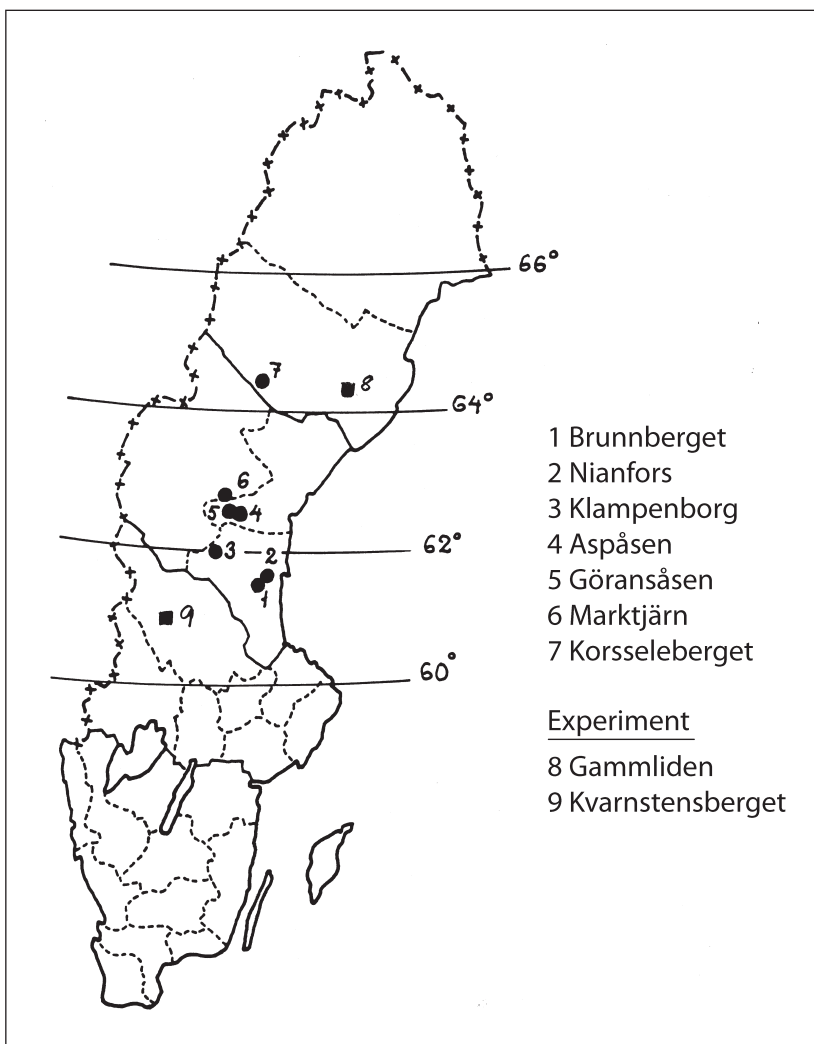 66°
7
8
64°
6
5
4
3
62°
2
1
9
60°
1 Brunnberget
2 Nianfors
3 Klampenborg
4 Aspåsen
5 Göransåsen
6 Marktjärn
7 Korsseleberget
Experiment
8 Gammliden
9 Kvarnstensberget